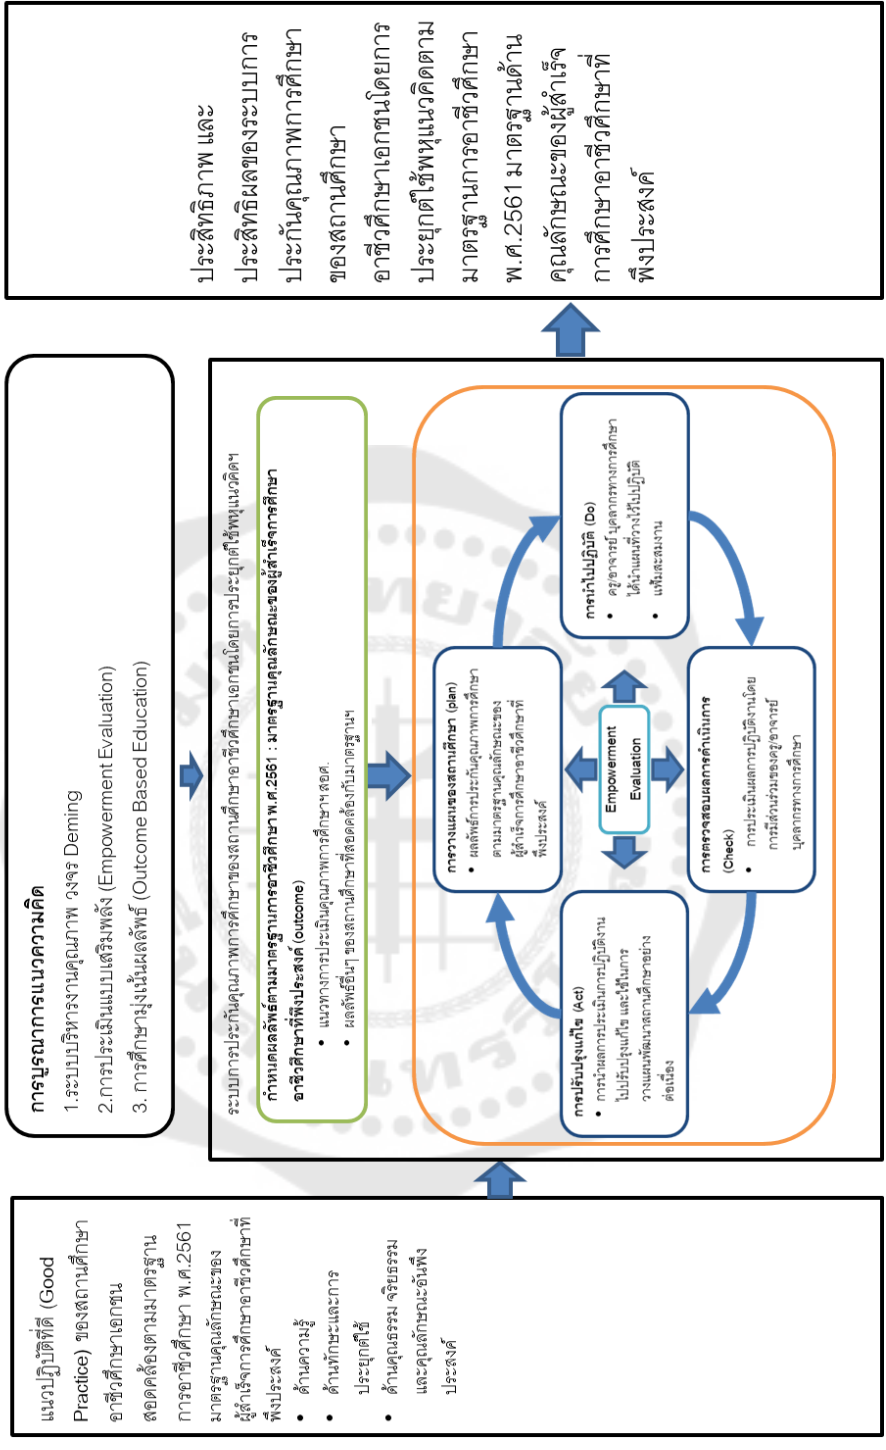 แนวปฏิบัติที่ดี (Good
Practice) ของสถานศึกษา
อาชีวศึกษาเอกชน
สอดคล้องตามมาตรฐาน
การอาชีวศึกษา พ.ศ.2561
มาตรฐานคุณลักษณะของ
ผู้สำเร็จการศึกษาอาชีวศึกษาที่
พึงประสงค์
• ด้านความรู้
• ด้านทักษะและการ
ประยุกต์ใช้
• ด้านคุณธรรม จริยธรรม
และคุณลักษณะอันพึง
ประสงค์
การบูรณาการแนวความคิด
1.ระบบบริหารงานคุณภาพ วงจร Deming
2.การประเมินแบบเสริมพลัง (Empowerment Evaluation)
3. การศึกษามุ่งเน้นผลลัพธ์ (Outcome Based Education)
ระบบการประกันคุณภาพการศึกษาของสถานศึกษาอาชีวศึกษาเอกชนโดยการประยุกต์ใช้พหุแนวคิดฯ
กำหนดผลลัพธ์ตามมาตรฐานการอาชีวศึกษา พ.ศ.2561 : มาตรฐานคุณลักษณะของผู้สำเร็จการศึกษา
อาชีวศึกษาที่พึงประสงค์ (outcome)
• แนวทางการประเมินคุณภาพการศึกษาฯ สอศ.
• ผลลัพธ์อื่นๆ ของสถานศึกษาที่สอดคล้องกับมาตรฐานฯ
การวางแผนของสถานศึกษา (plan)
• ผลลัพธ์การประกันคุณภาพการศึกษา
ตามมาตรฐานคุณลักษณะของ
ผู้สำเร็จการศึกษาอาชีวศึกษาที่
พึงประสงค์
การนำไปปฏิบัติ (Do)
• ครู/อาจารย์ บุคลากรทางการศึกษา
ได้นำแผนที่วางไว้ไปปฏิบัติ
• แฟ้มสะสมงาน
การตรวจสอบผลการดำเนินการ
(Check)
• การประเมินผลการปฏิบัติงานโดย
การมีส่วนร่วมของครู/อาจารย์
บุคลากรทางการศึกษา
การปรับปรุงแก้ไข (Act)
• การนำผลการประเมินการปฏิบัติงาน
ไปปรับปรุงแก้ไข และใช้ในการ
วางแผนพัฒนาสถานศึกษาอย่าง
ต่อเนื่อง
Empowerment
Evaluation
ประสิทธิภาพ และ
ประสิทธิผลของระบบการ
ประกันคุณภาพการศึกษา
ของสถานศึกษา
อาชีวศึกษาเอกชนโดยการ
ประยุกต์ใช้พหุแนวคิดตาม
มาตรฐานการอาชีวศึกษา
พ.ศ.2561 มาตรฐานด้าน
คุณลักษณะของผู้สำเร็จ
การศึกษาอาชีวศึกษาที่
พึงประสงค์